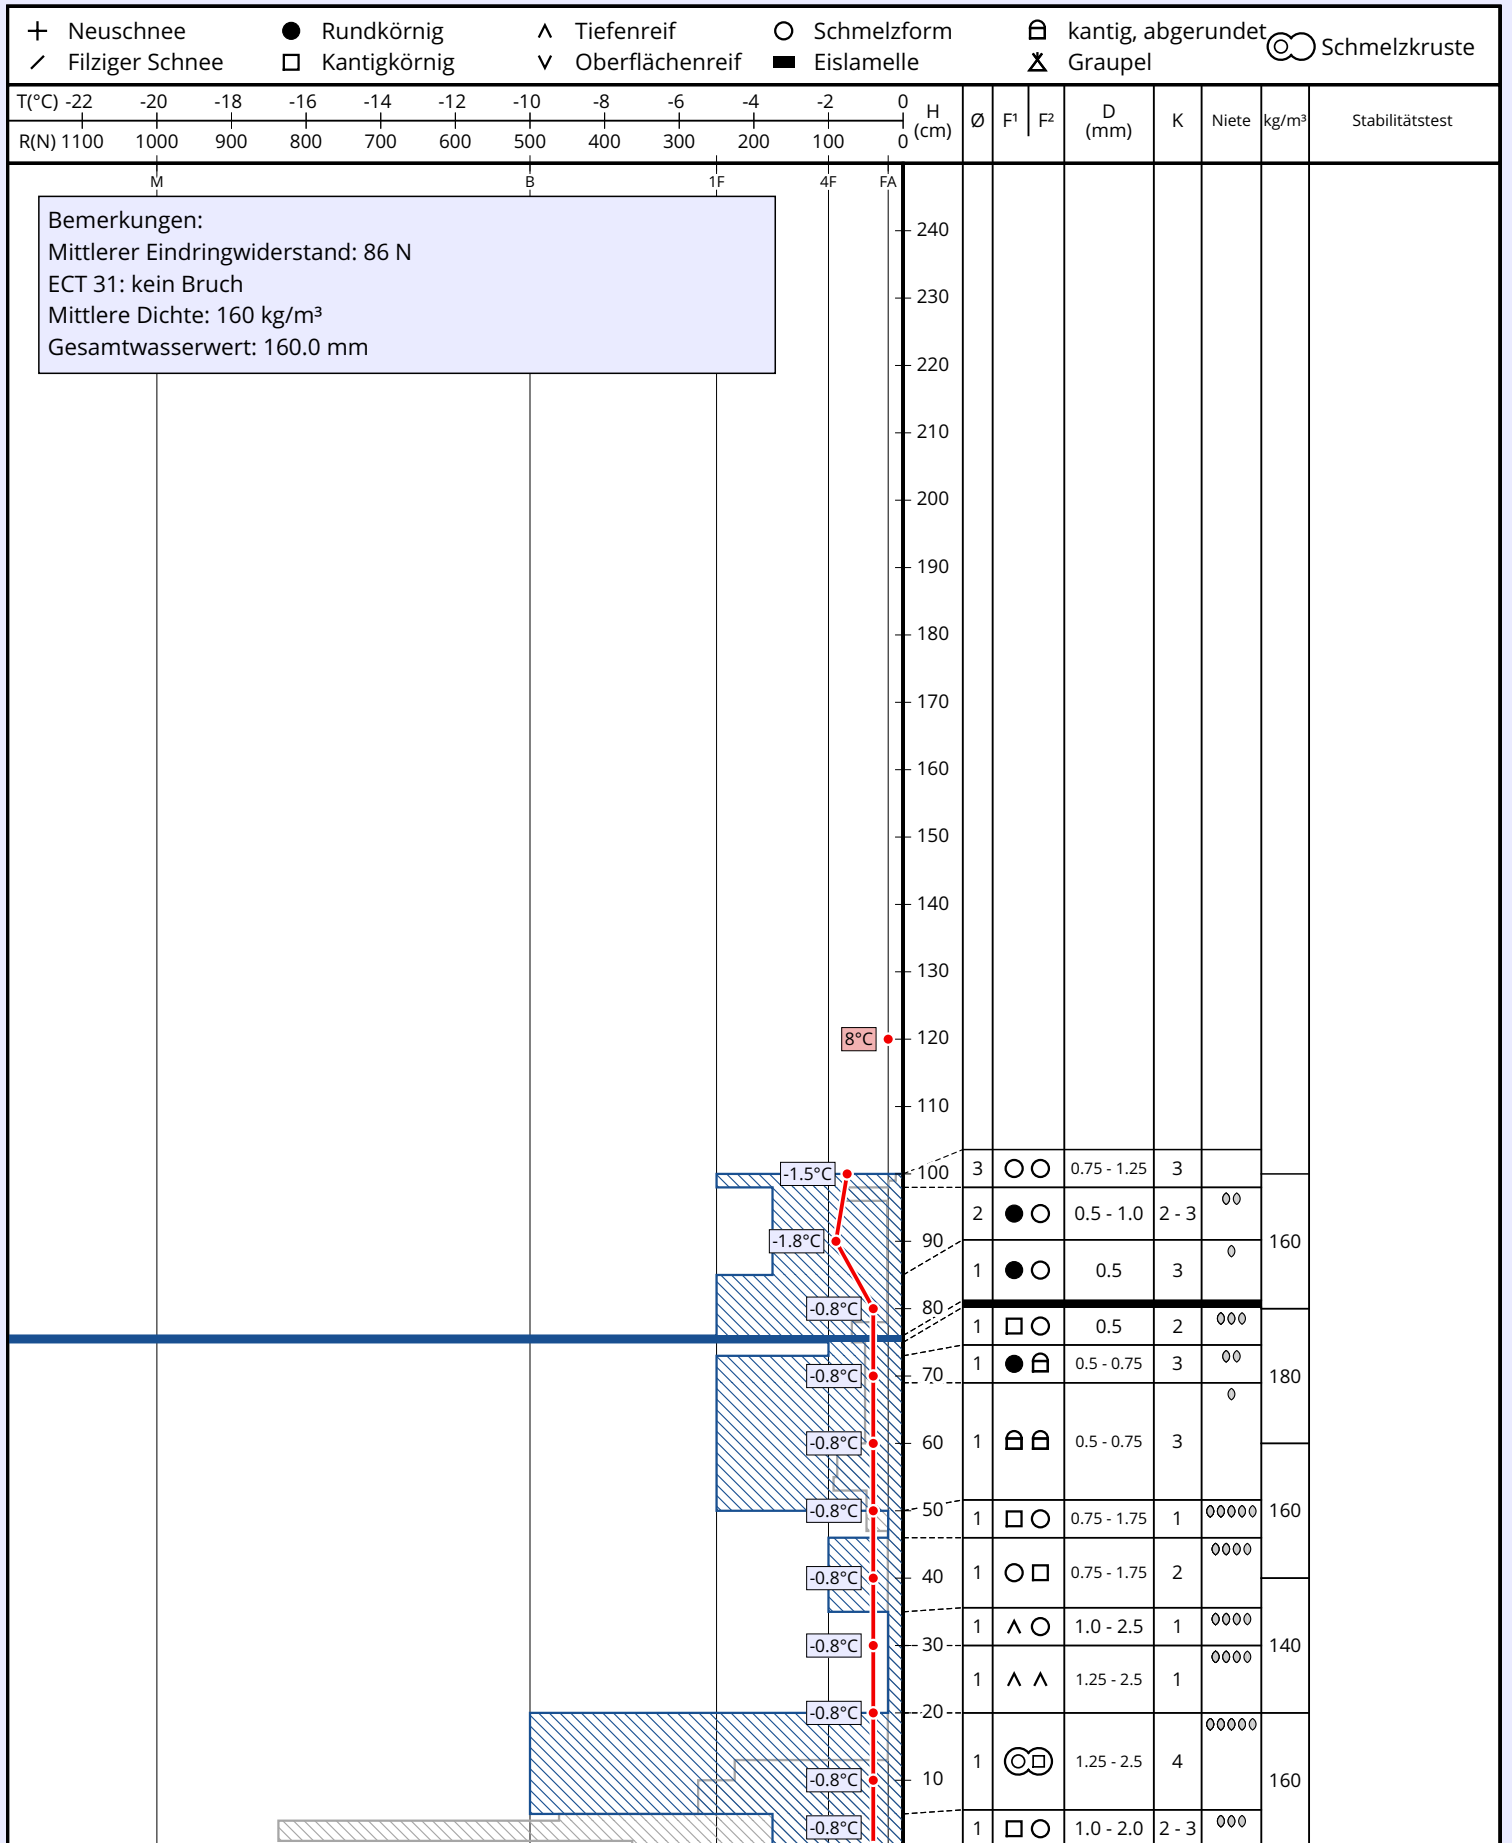 Neuschnee Rundkörnig Tiefenreif Schmelzform kantig, abgerundet Schmelzkruste
Filziger Schnee Kantigkörnig Oberflächenreif Eislamelle Graupel
T(°C) -22 -20 -18 -16 -14 -12 -10 -8 -6 -4 -2 0
R(N) 1100 1000 900 800 700 600 500 400 300 200 100 0
H (cm) Ø F¹ F² D (mm) K Niete kg/m³ Stabilitätstest
M B 1F 4F FA
Bemerkungen:
Mittlerer Eindringwiderstand: 86 N
ECT 31: kein Bruch
Mittlere Dichte: 160 kg/m³
Gesamtwasserwert: 160.0 mm
240
230
220
210
200
190
180
170
160
150
140
130
8°C 120
110
-1.5°C 100 3 0.75 - 1.25 3
2 0.5 - 1.0 2 - 3
-1.8°C 90 160
1 0.5 3
-0.8°C 80
1 0.5 2
1 0.5 - 0.75 3
-0.8°C 70 180
-0.8°C 60 1 0.5 - 0.75 3
-0.8°C 50 1 0.75 - 1.75 1 160
-0.8°C 40 1 0.75 - 1.75 2
1 1.0 - 2.5 1
-0.8°C 30 140
1 1.25 - 2.5 1
-0.8°C 20
1 1.25 - 2.5 4
-0.8°C 10 160
-0.8°C 1 1.0 - 2.0 2 - 3